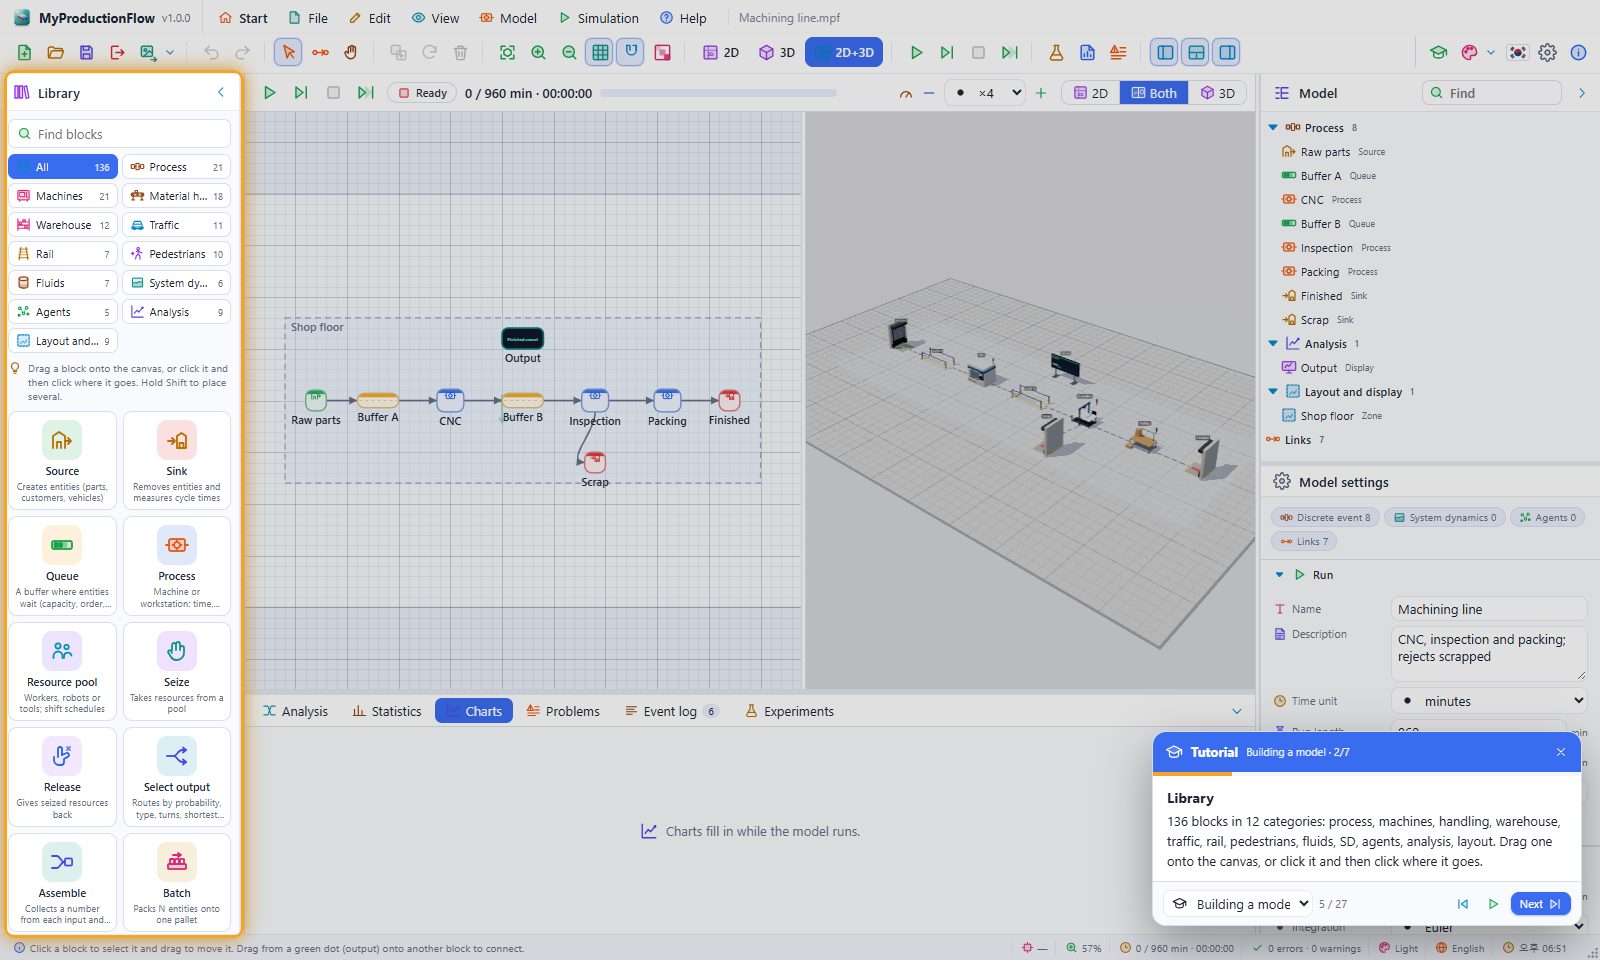 MyProductionFlow v1.0.0 Start File Edit View Model Simulation Help Machining line.mpf
2D 3D 2D+3D
Library
Find blocks
All 136 Process 21
Machines 21 Material h... 18
Warehouse 12 Traffic 11
Rail 7 Pedestrians 10
Fluids 7 System dy... 6
Agents 5 Analysis 9
Layout and... 9
Drag a block onto the canvas, or click it and
then click where it goes. Hold Shift to place
several.
Source Sink
Creates entities (parts, customers, vehicles)
Removes entities and measures cycle times
Queue Process
A buffer where entities wait (capacity, order,...
Machine or workstation: time,...
Resource pool Seize
Workers, robots or tools; shift schedules
Takes resources from a pool
Release Select output
Gives seized resources back
Routes by probability, type, turns, shortest...
Assemble Batch
Collects a number from each input and...
Packs N entities onto one pallet
Ready 0 / 960 min · 00:00:00 ×4 2D Both 3D
Shop floor
Output
Raw parts Buffer A CNC Buffer B Inspection Packing Finished
Scrap
Analysis Statistics Charts Problems Event log 6 Experiments
Charts fill in while the model runs.
Model Find
Process 8
Raw parts Source
Buffer A Queue
CNC Process
Buffer B Queue
Inspection Process
Packing Process
Finished Sink
Scrap Sink
Analysis 1
Output Display
Layout and display 1
Shop floor Zone
Links 7
Model settings
Discrete event 8 System dynamics 0 Agents 0
Links 7
Run
Name Machining line
Description CNC, inspection and packing;
rejects scrapped
Time unit minutes
Tutorial Building a model · 2/7
Library
136 blocks in 12 categories: process, machines, handling, warehouse,
traffic, rail, pedestrians, fluids, SD, agents, analysis, layout. Drag one
onto the canvas, or click it and then click where it goes.
Building a mode 5 / 27 Next
Integration Euler
Click a block to select it and drag to move it. Drag from a green dot (output) onto another block to connect. — 57% 0 / 960 min · 00:00:00 0 errors · 0 warnings Light English 오후 06:51